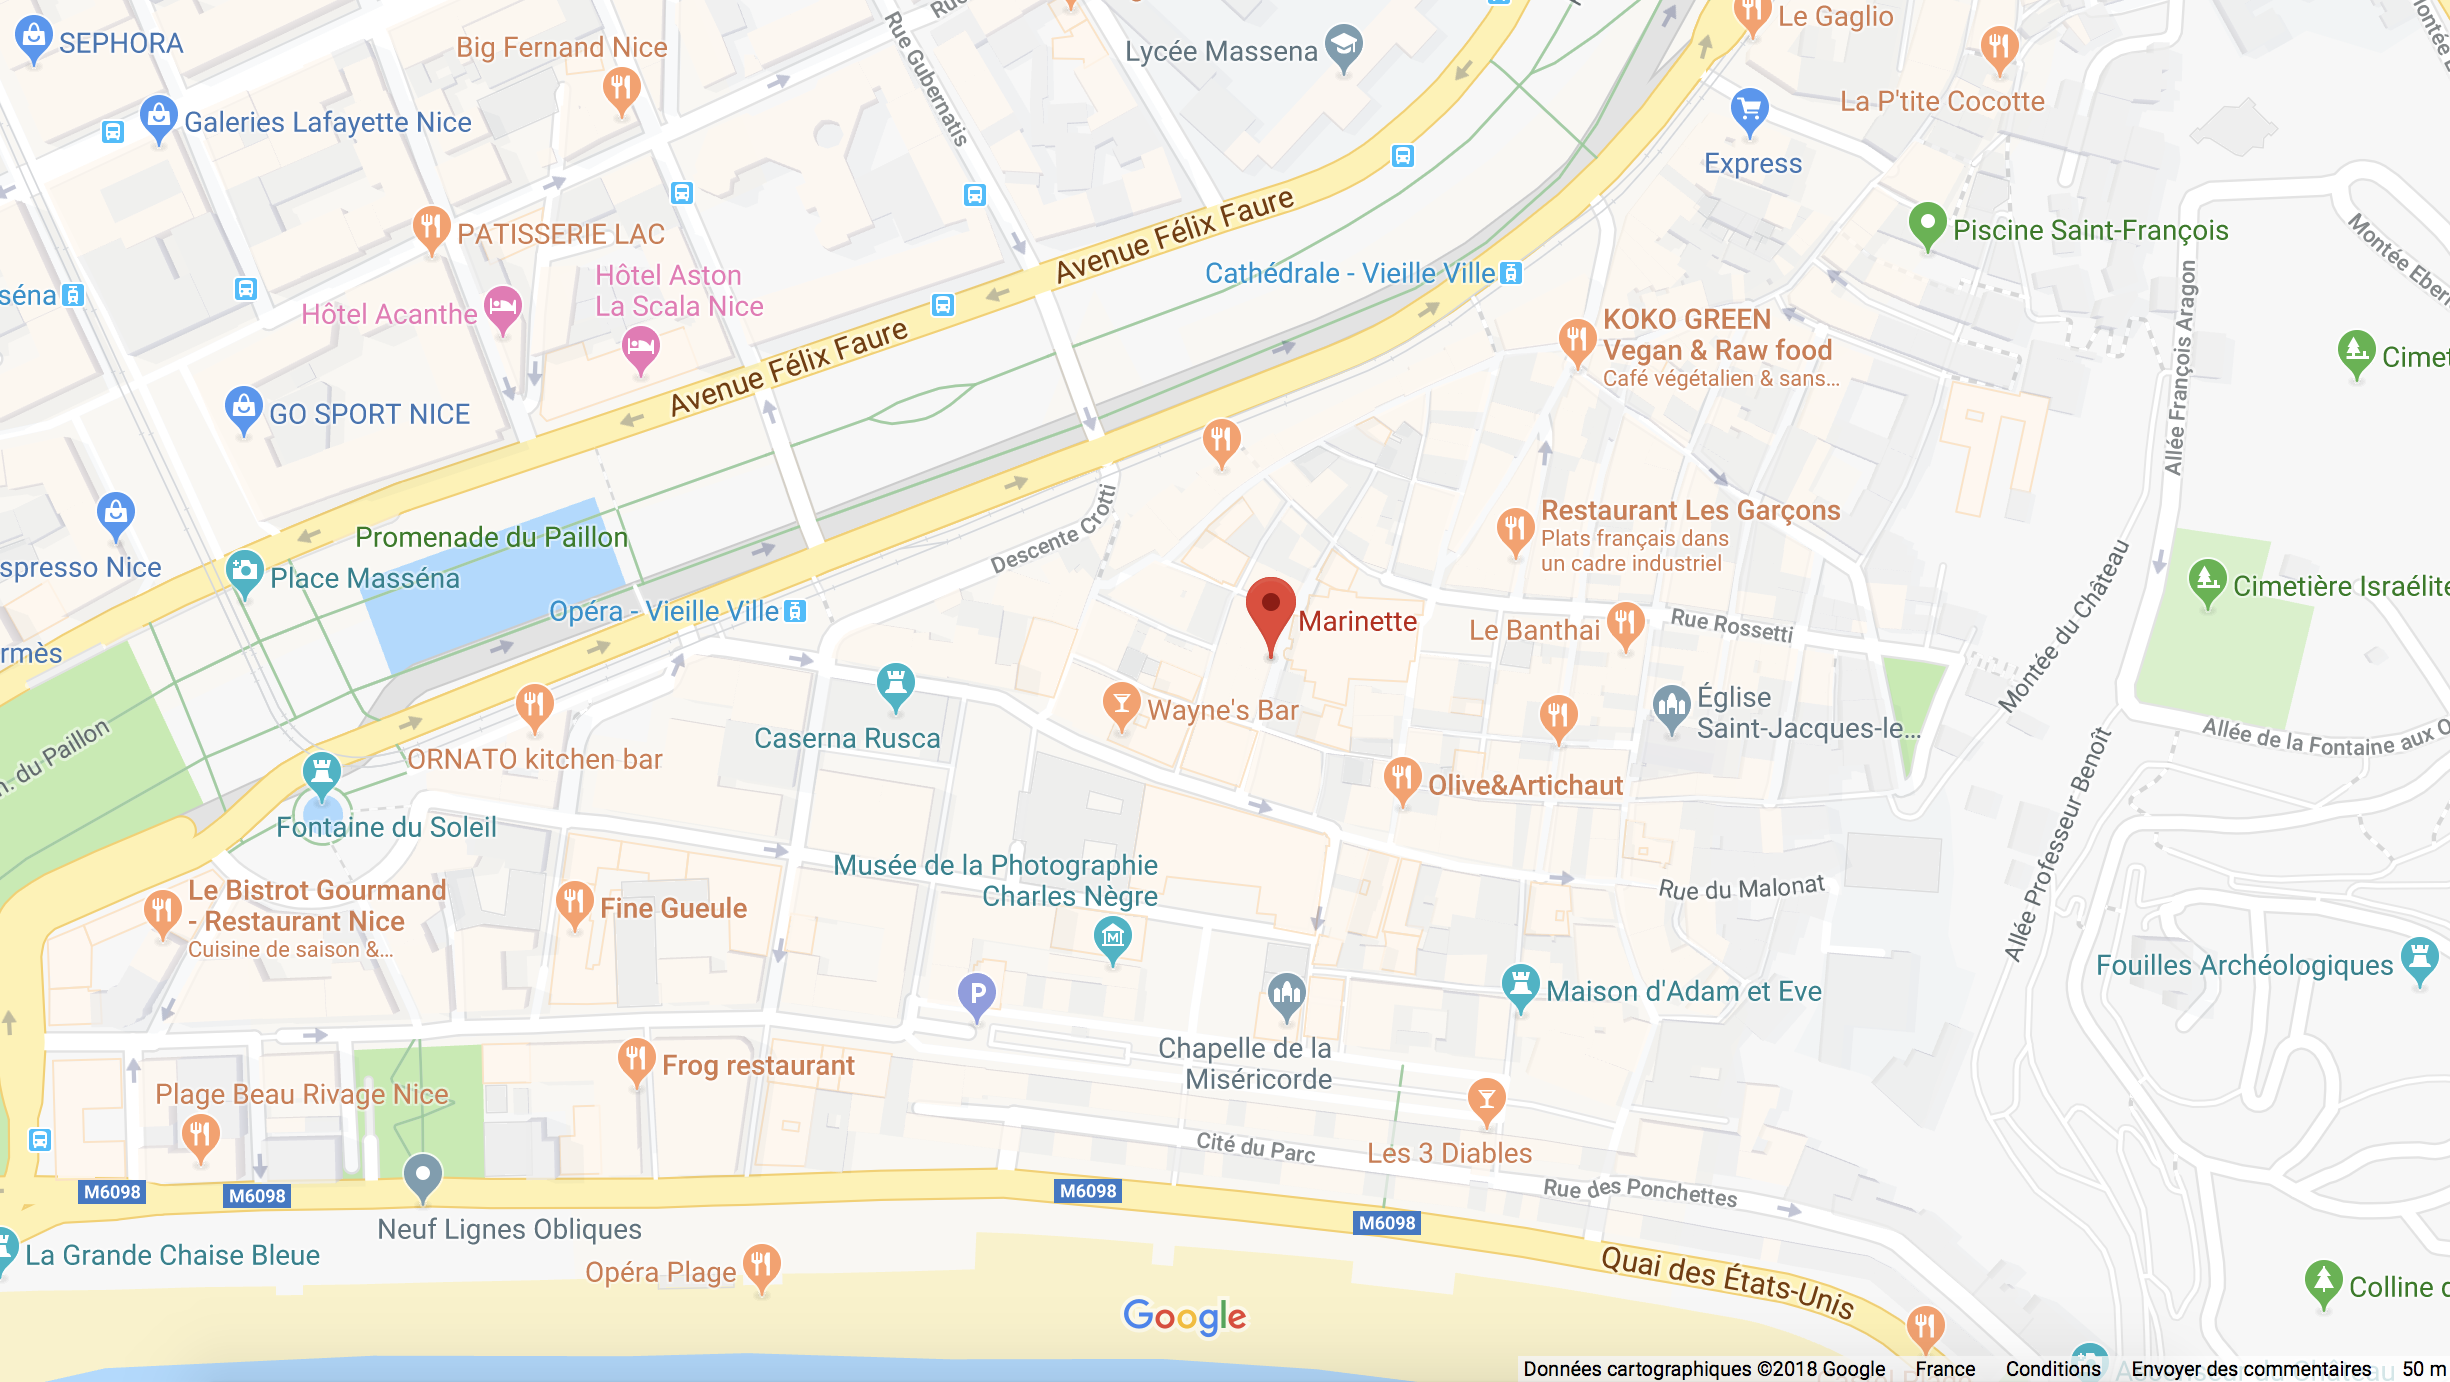 SEPHORA
Big Fernand Nice
Rue Gubernatis
Lycée Massena
Le Gaglio
La P'tite Cocotte
Galeries Lafayette Nice
Express
PATISSERIE LAC
Piscine Saint-François
Hôtel Aston
La Scala Nice
Hôtel Acanthe
séna
Avenue Félix Faure
Cathédrale - Vieille Ville
Avenue Félix Faure
Allée François Aragon
Montée Eber
KOKO GREEN
Vegan & Raw food
Café végétalien & sans...
Cimet
GO SPORT NICE
Descente Crotti
Restaurant Les Garçons
Plats français dans
un cadre industriel
Promenade du Paillon
spresso Nice
Place Masséna
Opéra - Vieille Ville
Marinette
Le Banthai
Rue Rossetti
Montée du Château
Cimetière Israélite
rmès
n. du Paillon
Caserna Rusca
Wayne's Bar
Église
Saint-Jacques-le...
Allée de la Fontaine aux O
ORNATO kitchen bar
Olive&Artichaut
Allée Professeur Benoît
Fontaine du Soleil
Le Bistrot Gourmand
- Restaurant Nice
Cuisine de saison &...
Fine Gueule
Musée de la Photographie
Charles Nègre
Rue du Malonat
Fouilles Archéologiques
P
Maison d'Adam et Eve
Chapelle de la
Miséricorde
Frog restaurant
Plage Beau Rivage Nice
Cité du Parc
Les 3 Diables
Rue des Ponchettes
M6098
M6098
M6098
M6098
Neuf Lignes Obliques
La Grande Chaise Bleue
Opéra Plage
Quai des États-Unis
Colline d
Google
Données cartographiques ©2018 Google France Conditions Envoyer des commentaires 50 m